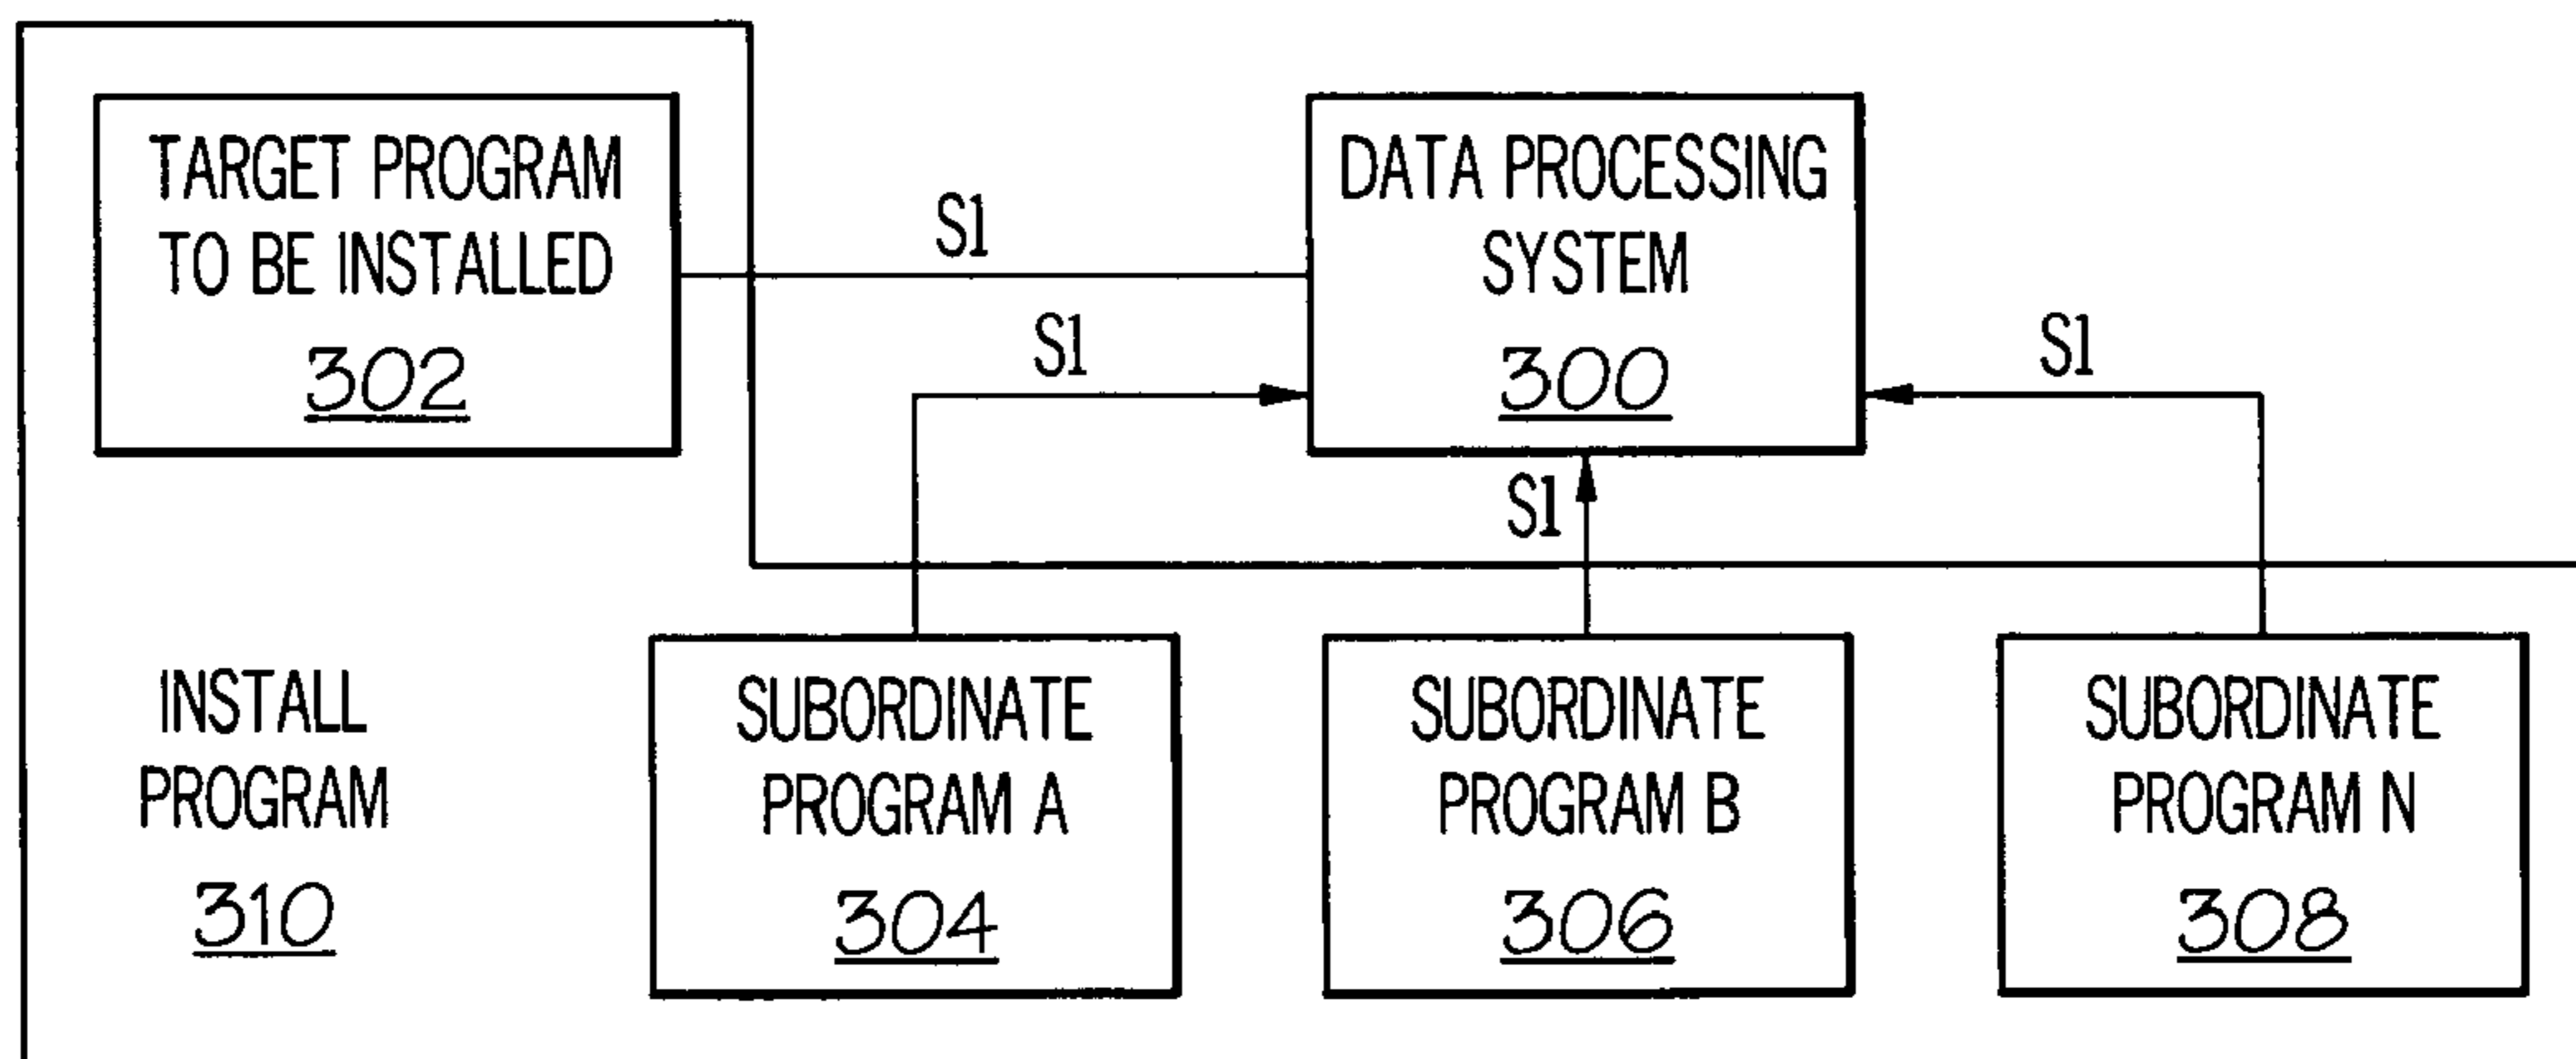 TARGET PROGRAM
TO BE INSTALLED
302
S1
DATA PROCESSING
SYSTEM
300
S1
S1
S1
INSTALL
PROGRAM
310
SUBORDINATE
PROGRAM A
304
SUBORDINATE
PROGRAM B
306
SUBORDINATE
PROGRAM N
308